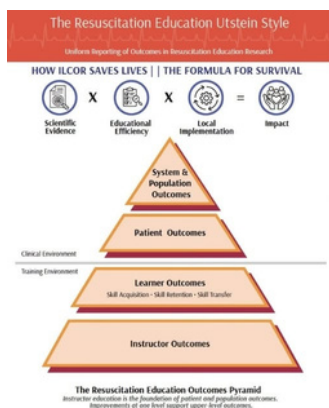 The Resuscitation Education Utstein Style
Uniform Reporting of Outcomes in Resuscitation Education Research
HOW ILCOR SAVES LIVES || THE FORMULA FOR SURVIVAL
X X X =
Scientific Evidence
Educational Efficiency
Local Implementation
Impact
System &
Population
Outcomes
Patient Outcomes
Clinical Environment
Training Environment
Learner Outcomes
Skill Acquisition - Skill Retention - Skill Transfer
Instructor Outcomes
The Resuscitation Education Outcomes Pyramid
Instructor education is the foundation of patient and population outcomes.
Improvements at one level support upper level outcomes.